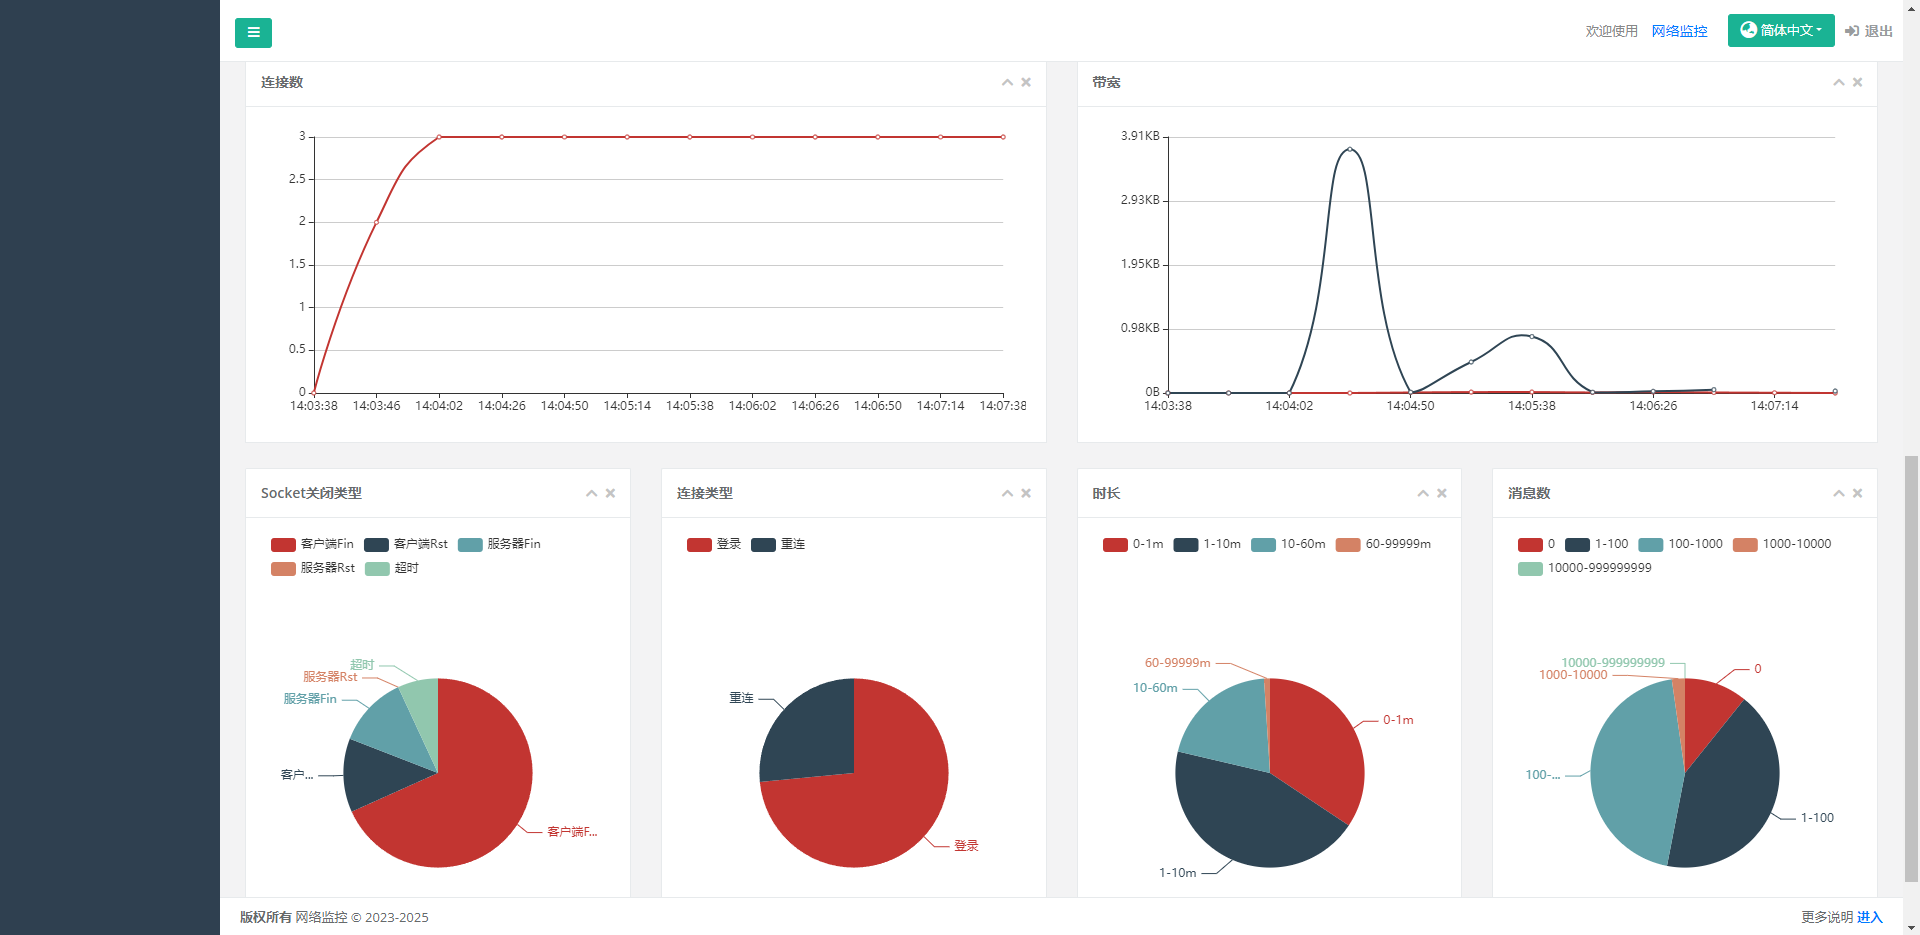 欢迎使用 网络监控 简体中文 退出
连接数
3
2.5
2
1.5
1
0.5
0
14:03:38 14:03:46 14:04:02 14:04:26 14:04:50 14:05:14 14:05:38 14:06:02 14:06:26 14:06:50 14:07:14 14:07:38
带宽
3.91KB
2.93KB
1.95KB
0.98KB
0B
14:03:38 14:04:02 14:04:50 14:05:38 14:06:26 14:07:14
Socket关闭类型
客户端Fin 客户端Rst 服务器Fin
服务器Rst 超时
超时
服务器Rst
服务器Fin
客户...
客户端F...
连接类型
登录 重连
重连
登录
时长
0-1m 1-10m 10-60m 60-99999m
60-99999m
10-60m
0-1m
1-10m
消息数
0 1-100 100-1000 1000-10000
10000-999999999
10000-999999999
0
1000-10000
100-...
1-100
版权所有 网络监控 © 2023-2025
更多说明 进入